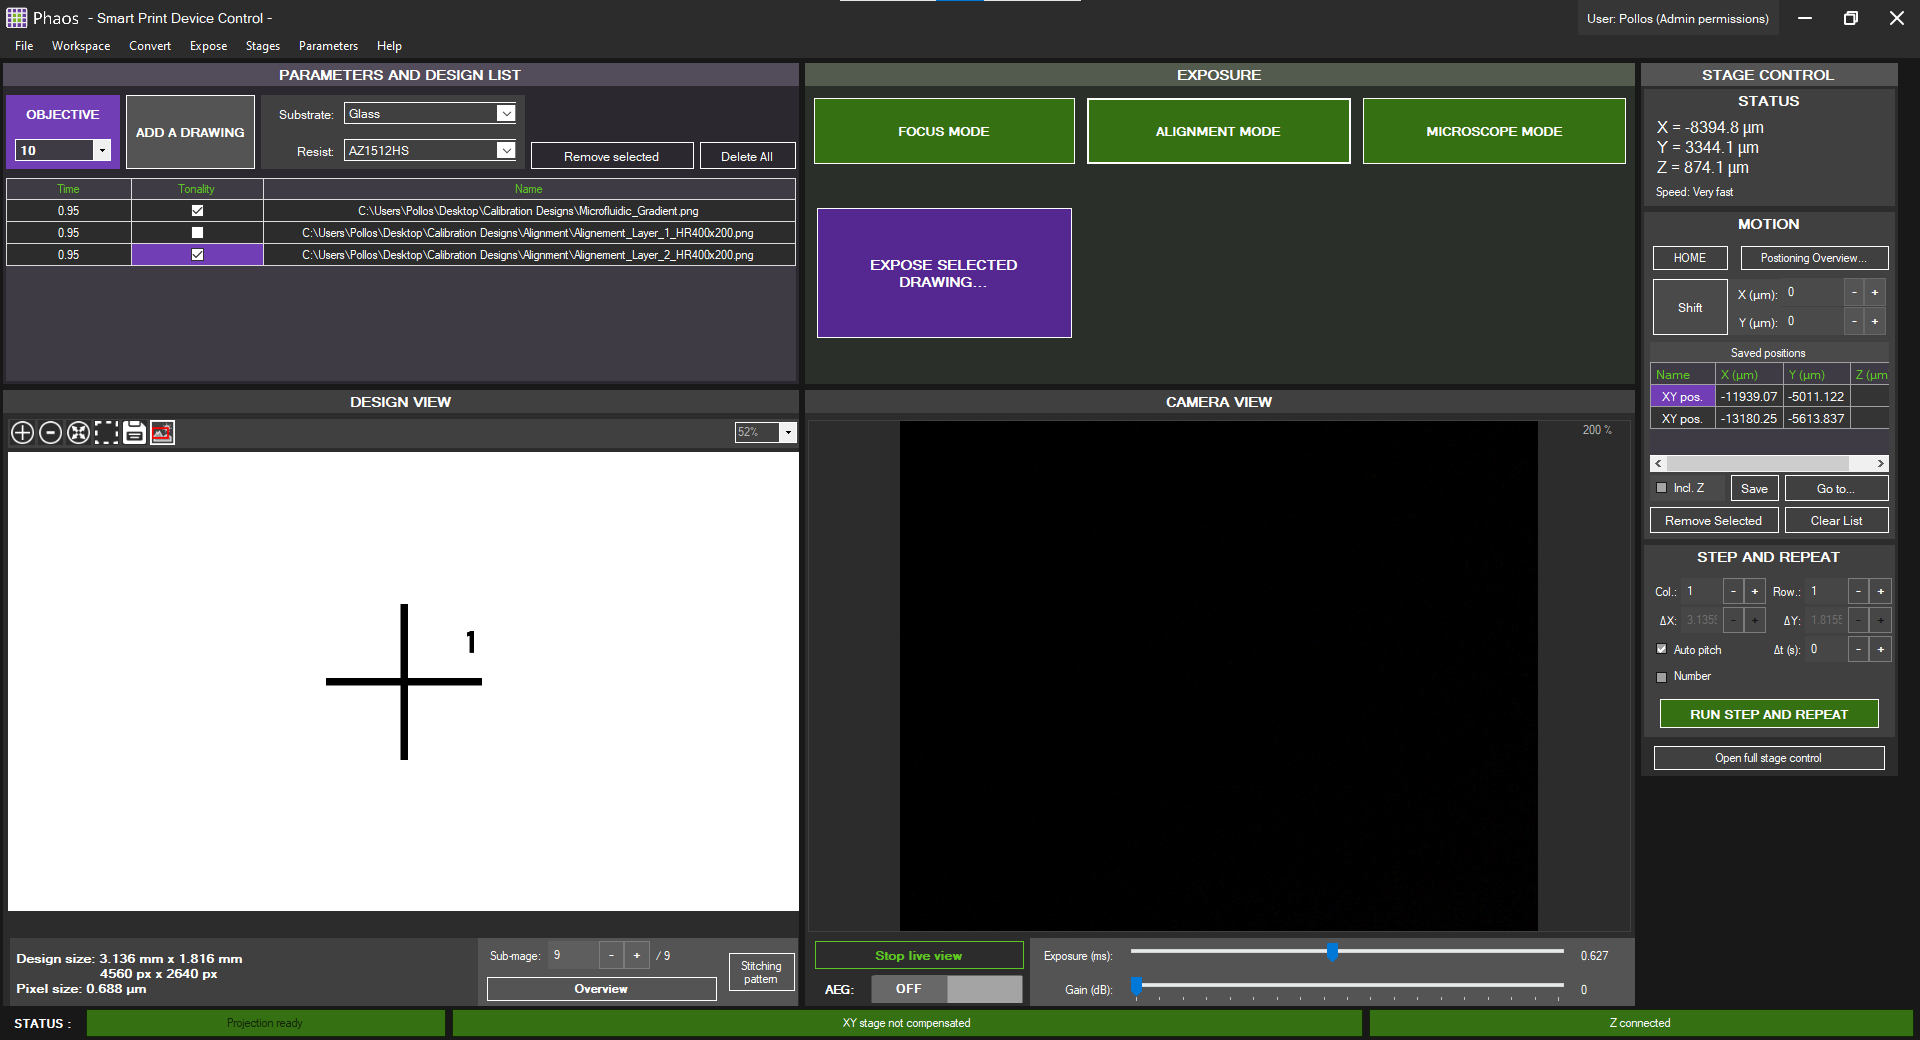 Phaos - Smart Print Device Control -
User: Pollos (Admin permissions)
File Workspace Convert Expose Stages Parameters Help
PARAMETERS AND DESIGN LIST
OBJECTIVE
10
ADD A DRAWING
Substrate: Glass
Resist: AZ1512HS
Remove selected
Delete All
Time Tonality Name
0.95 C:\Users\Pollos\Desktop\Calibration Designs\Microfluidic_Gradient.png
0.95 C:\Users\Pollos\Desktop\Calibration Designs\Alignment\Alignement_Layer_1_HR400x200.png
0.95 C:\Users\Pollos\Desktop\Calibration Designs\Alignment\Alignement_Layer_2_HR400x200.png
EXPOSURE
FOCUS MODE
ALIGNMENT MODE
MICROSCOPE MODE
EXPOSE SELECTED
DRAWING...
DESIGN VIEW
52%
1
Design size: 3.136 mm x 1.816 mm
4560 px x 2640 px
Pixel size: 0.688 µm
Sub-mage: 9 - + / 9
Overview
Stitching
pattern
CAMERA VIEW
200 %
Stop live view
AEG: OFF
Exposure (ms): 0.627
Gain (dB): 0
STAGE CONTROL
STATUS
X = -8394.8 µm
Y = 3344.1 µm
Z = 874.1 µm
Speed: Very fast
MOTION
HOME
Postioning Overview...
Shift
X (µm): 0 - +
Y (µm): 0 - +
Saved positions
Name X (µm) Y (µm) Z (µm
XY pos. -11939.07 -5011.122
XY pos. -13180.25 -5613.837
Incl. Z
Save
Go to...
Remove Selected
Clear List
STEP AND REPEAT
Col.: 1 - + Row.: 1 - +
ΔX: 3.135 - + ΔY: 1.8155 - +
Auto pitch Δt (s): 0 - +
Number
RUN STEP AND REPEAT
Open full stage control
STATUS : Projection ready
XY stage not compensated
Z connected